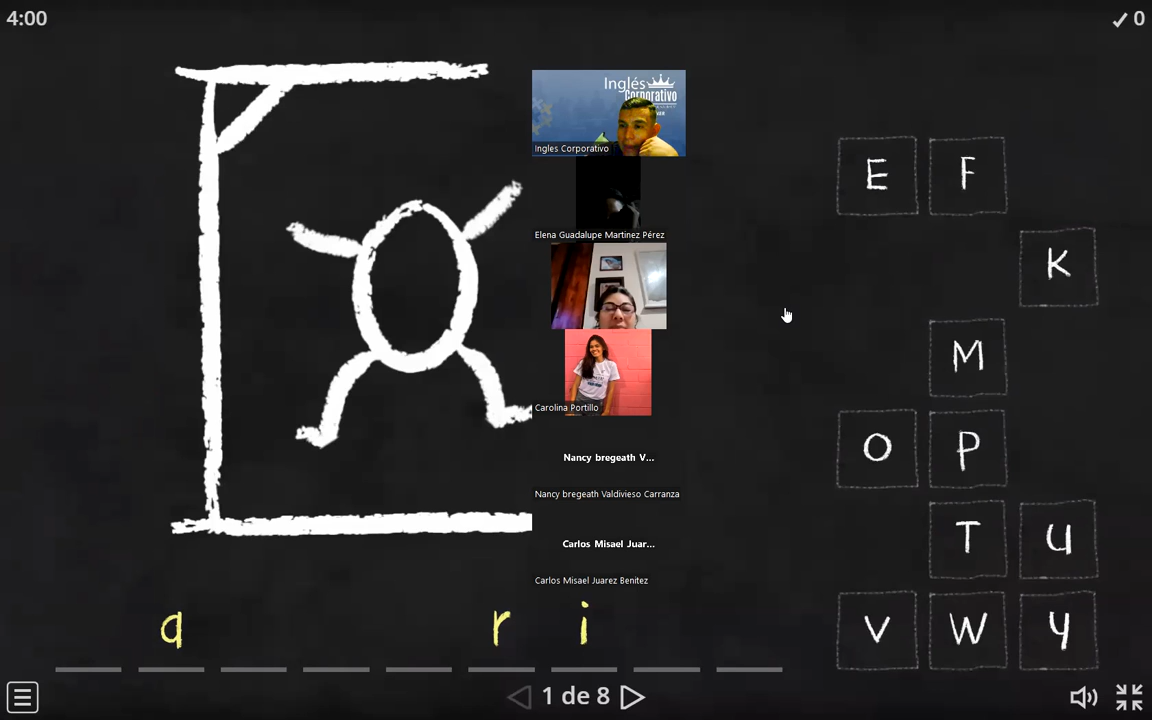 4:00
✓ 0
Inglés
Corporativo
Ingles Corporativo
Elena Guadalupe Martinez Pérez
Carolina Portillo
Nancy bregeath V...
Nancy bregeath Valdivieso Carranza
Carlos Misael Juar...
Carlos Misael Juarez Benitez
E F
K
M
O P
T U
V W Y
a r i
1 de 8